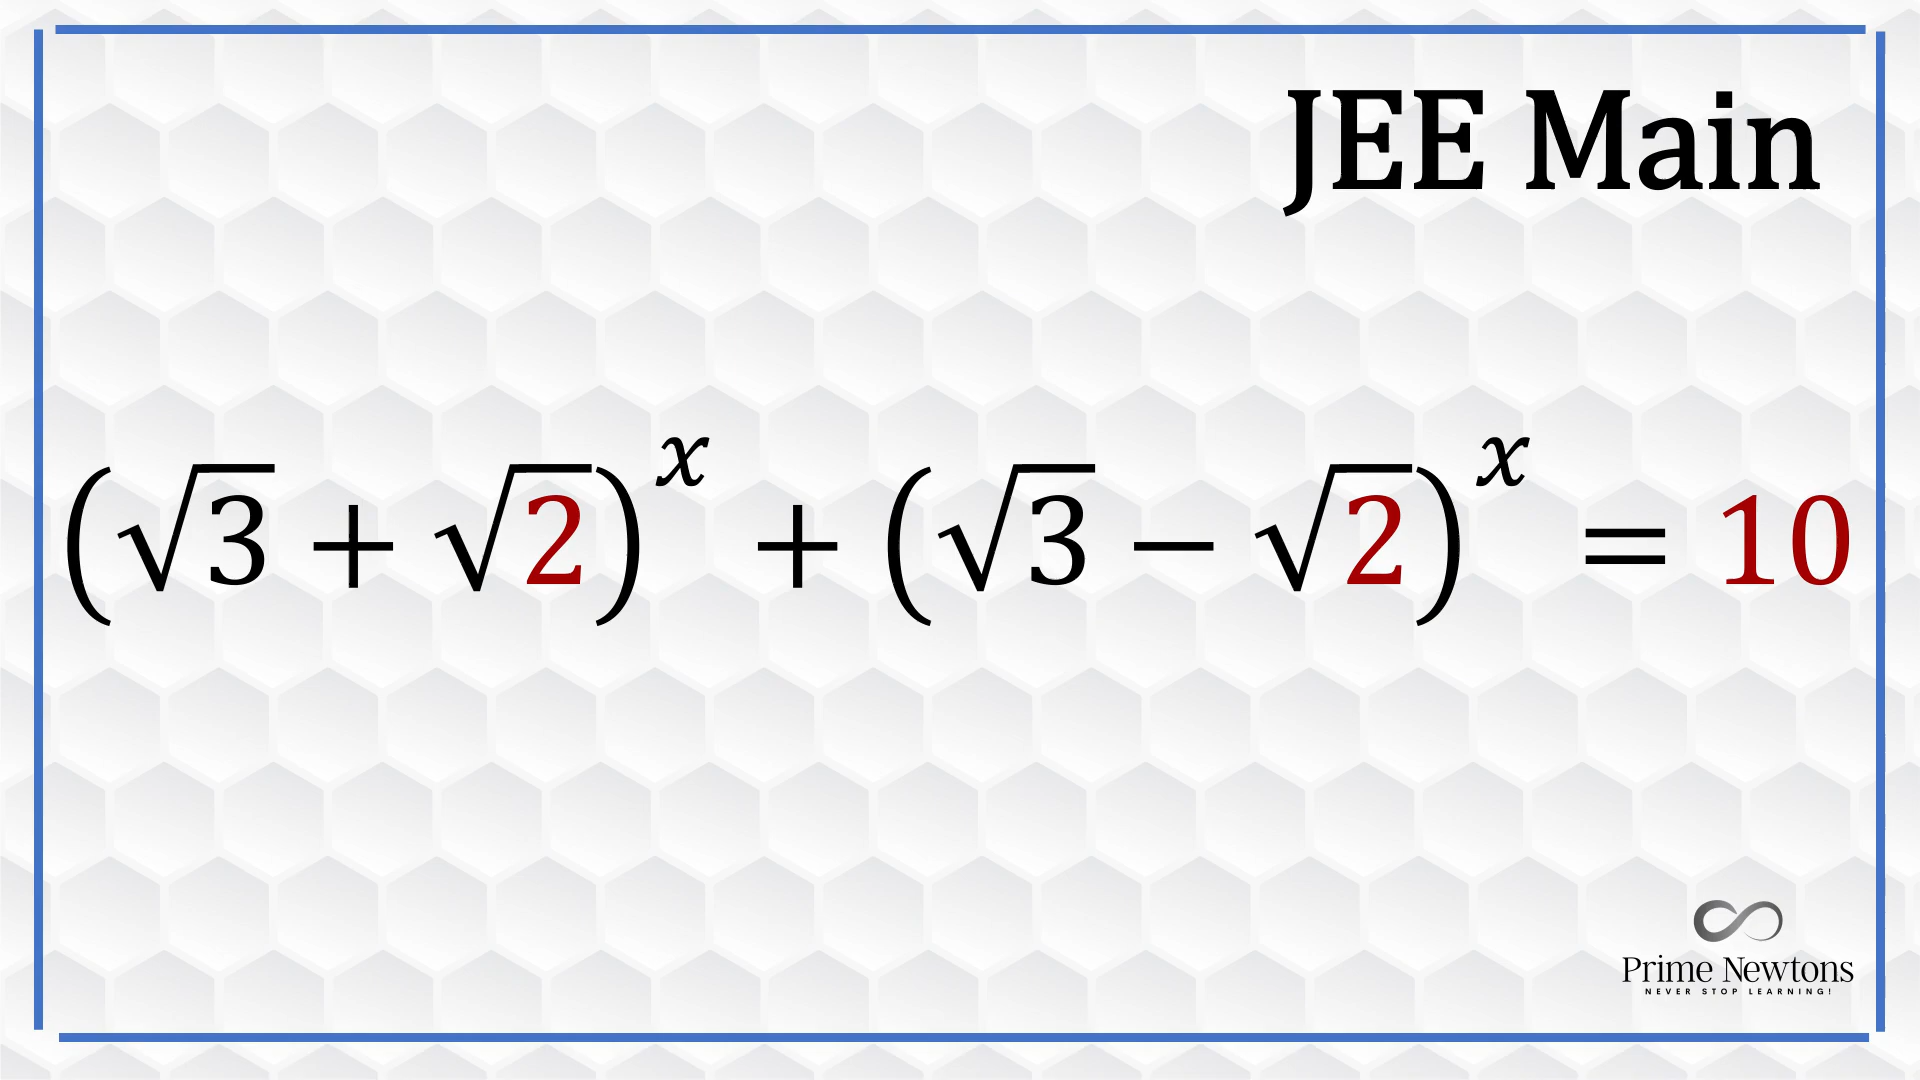 JEE Main
(√3 + √2)ˣ + (√3 − √2)ˣ = 10
Prime Newtons
NEVER STOP LEARNING!